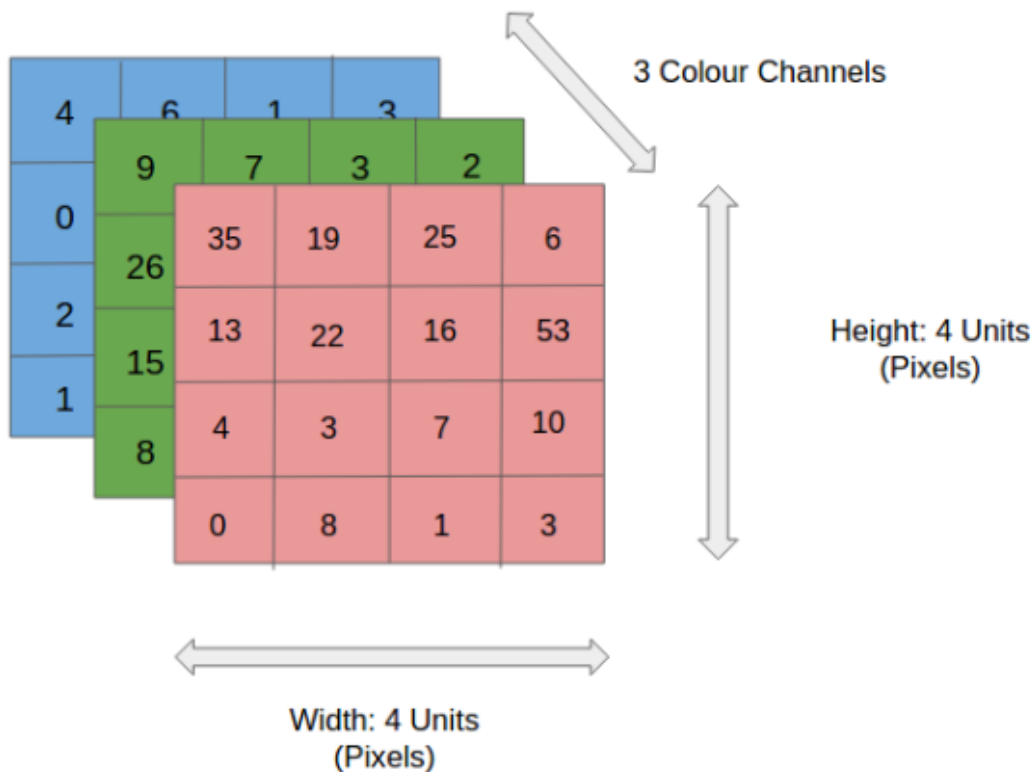 3 Colour Channels
4 6 1 3
9 7 3 2
0
35 19 25 6
26
13 22 16 53
2
15
1
4 3 7 10
8
0 8 1 3
Height: 4 Units
(Pixels)
Width: 4 Units
(Pixels)